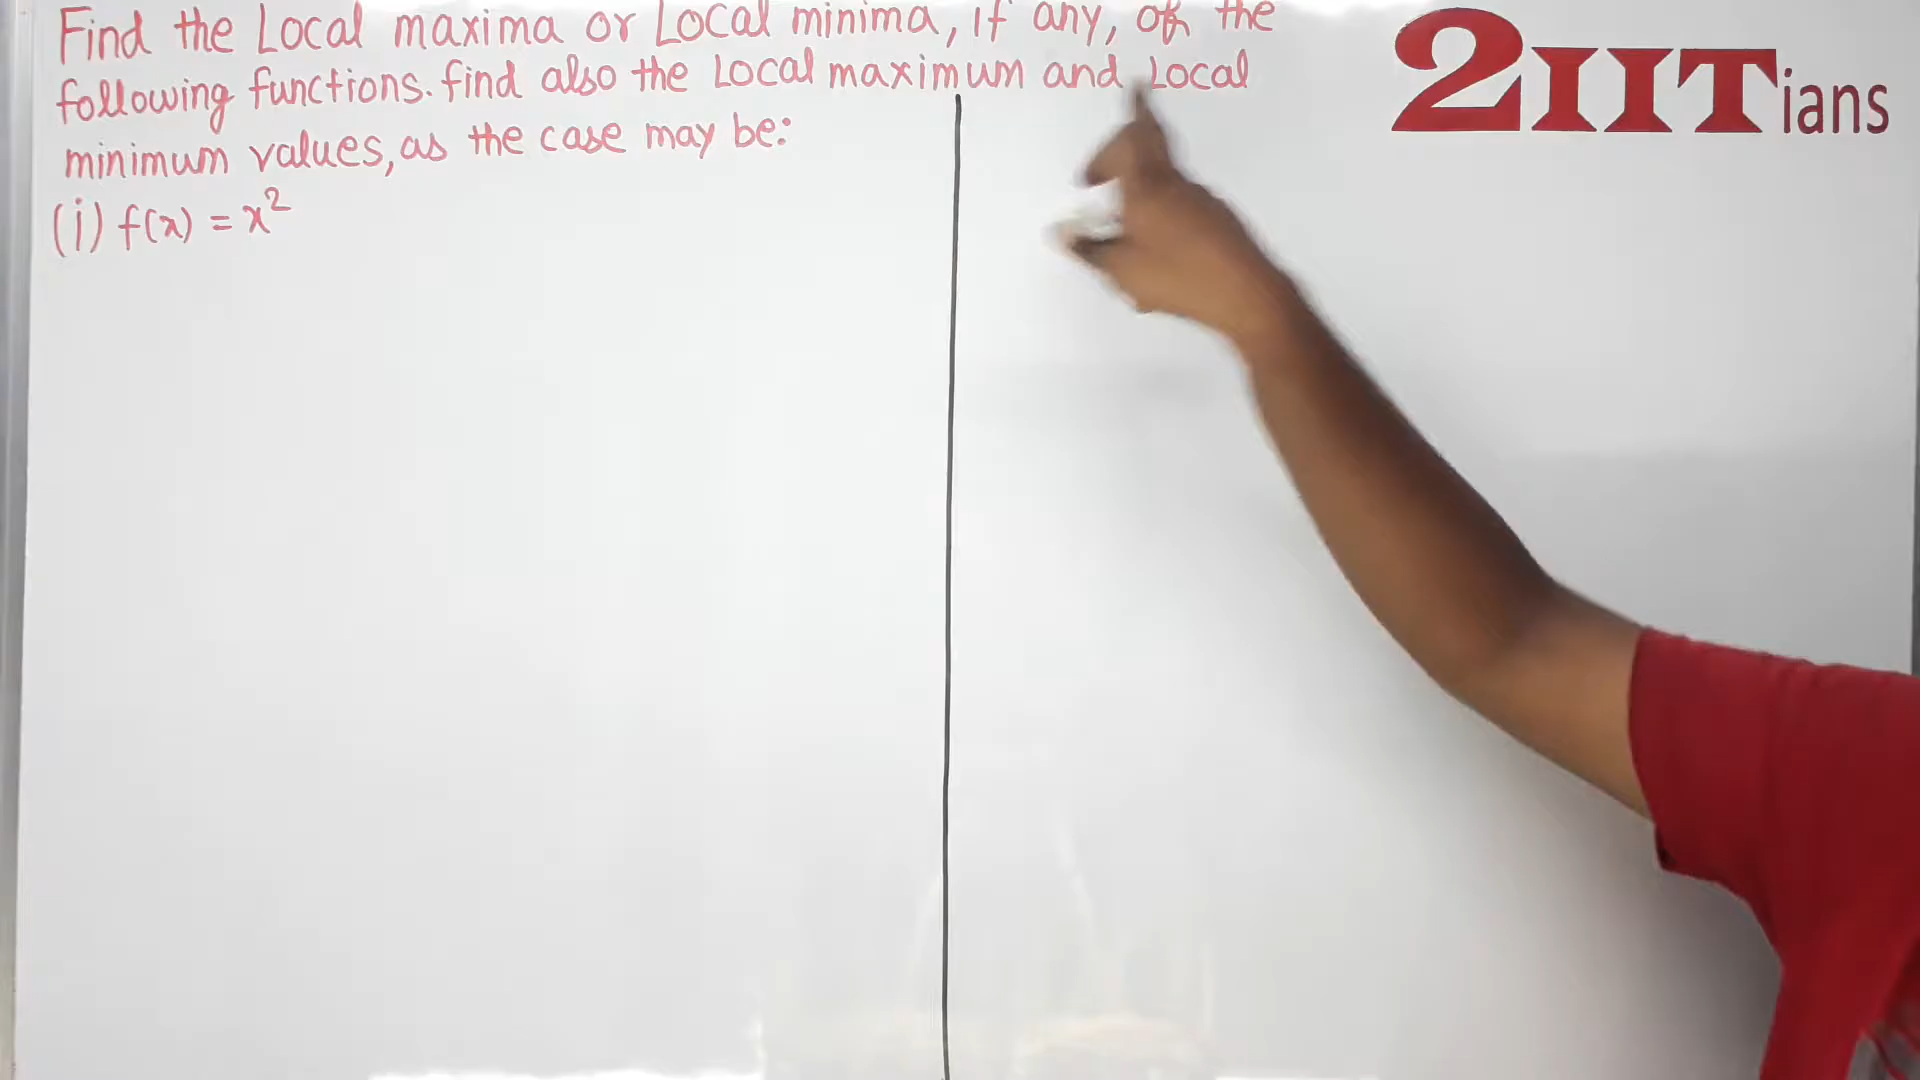 Find the Local maxima or Local minima, if any, of the
following functions. find also the Local maximum and Local
minimum values, as the case may be:
(i) f(x) = x²
2IITians